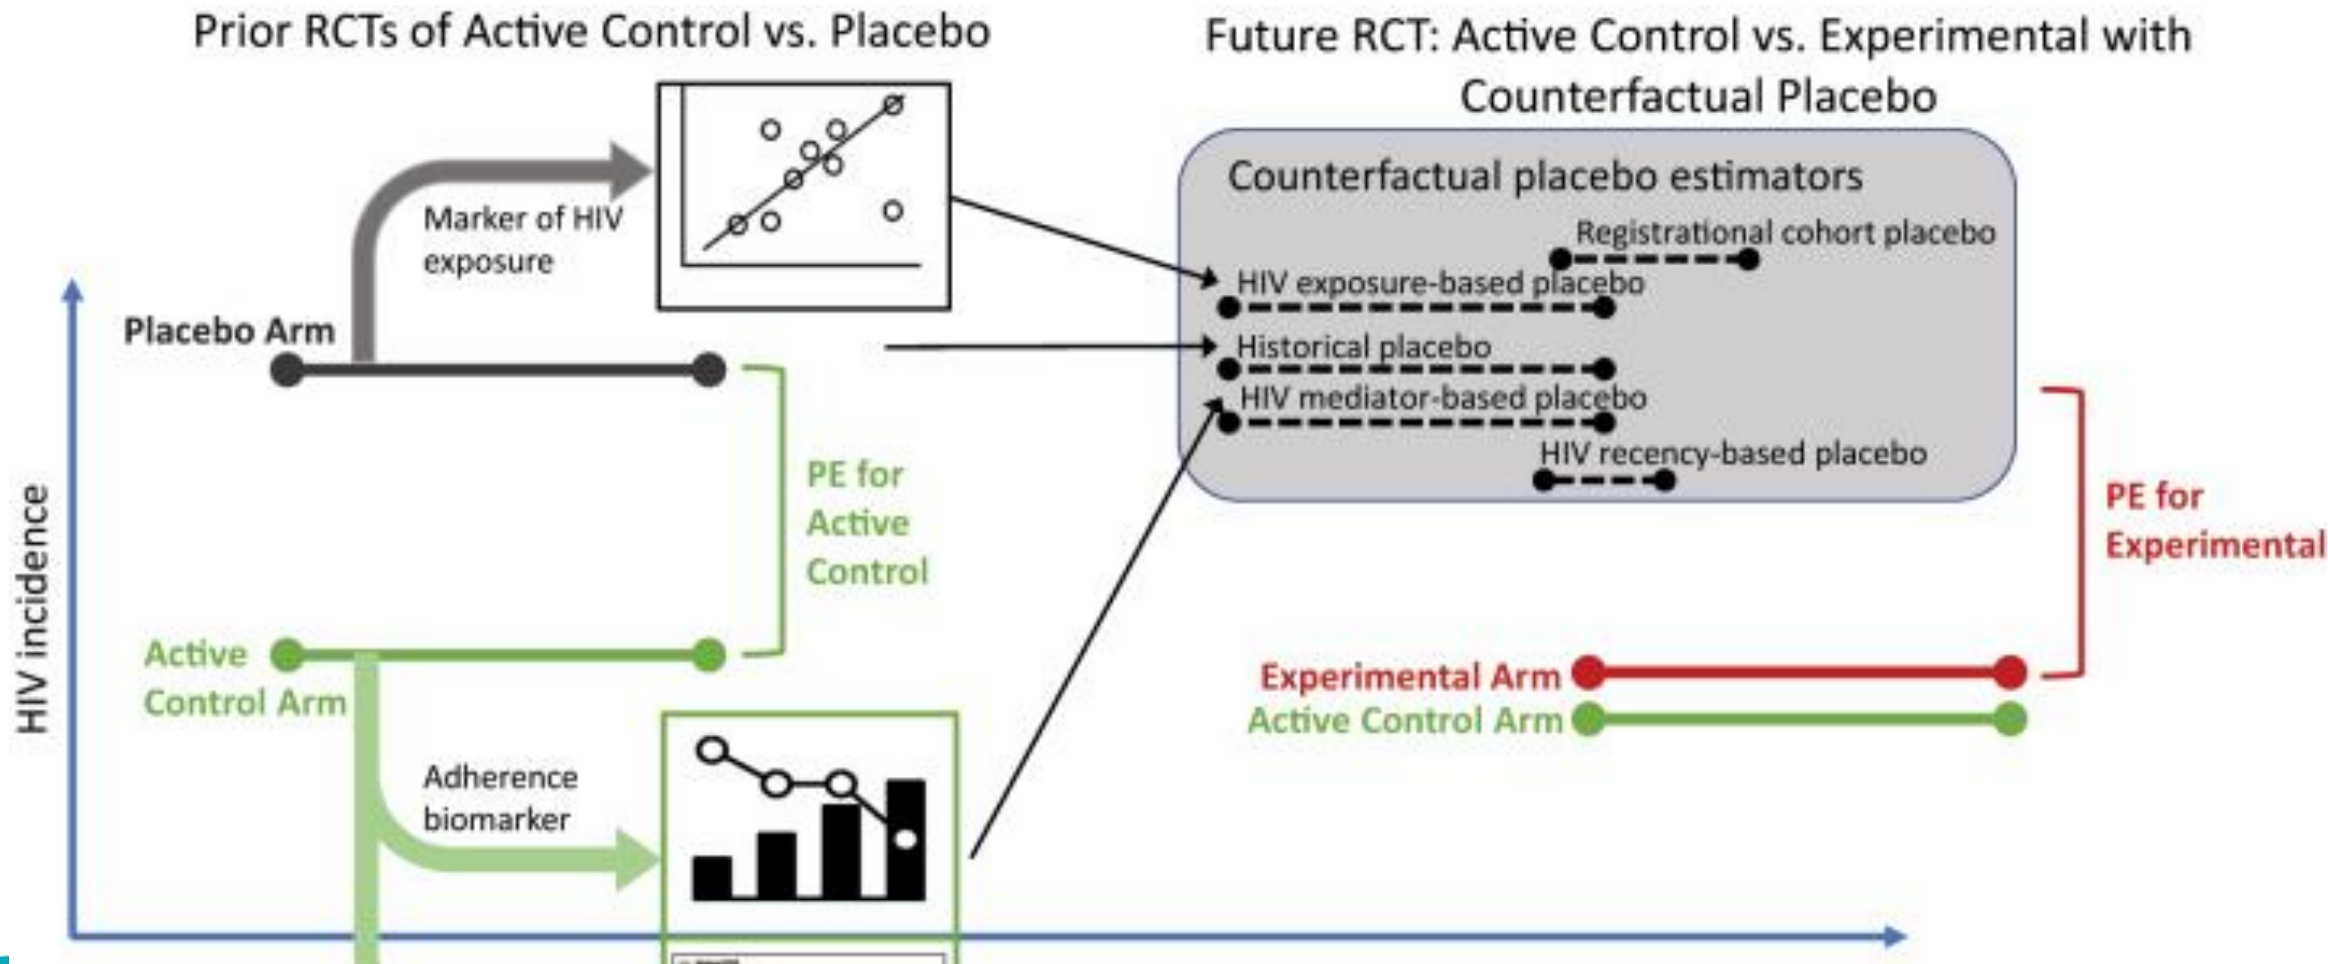 Prior RCTs of Active Control vs. Placebo
Future RCT: Active Control vs. Experimental with
Counterfactual Placebo
Marker of HIV
exposure
Placebo Arm
HIV incidence
PE for
Active
Control
Active
Control Arm
Adherence
biomarker
Counterfactual placebo estimators
Registrational cohort placebo
HIV exposure-based placebo
Historical placebo
HIV mediator-based placebo
HIV recency-based placebo
PE for
Experimental
Experimental Arm
Active Control Arm